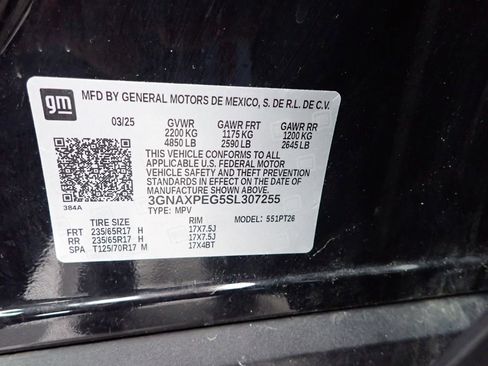 gm
MFD BY GENERAL MOTORS DE MEXICO, S. DE R.L. DE C.V.
03/25 GVWR GAWR FRT GAWR RR
2200 KG 1175 KG 1200 KG
4850 LB 2590 LB 2645 LB
THIS VEHICLE CONFORMS TO ALL
APPLICABLE U.S. FEDERAL MOTOR
VEHICLE SAFETY AND THEFT PREVENTION
STANDARDS IN EFFECT ON THE DATE OF
MANUFACTURE SHOWN ABOVE.
384A 3GNAXPEG5SL307255
TYPE: MPV MODEL: 551PT26
TIRE SIZE RIM
FRT 235/65R17 H 17X7.5J
RR 235/65R17 H 17X7.5J
SPA T125/70R17 M 17X4BT